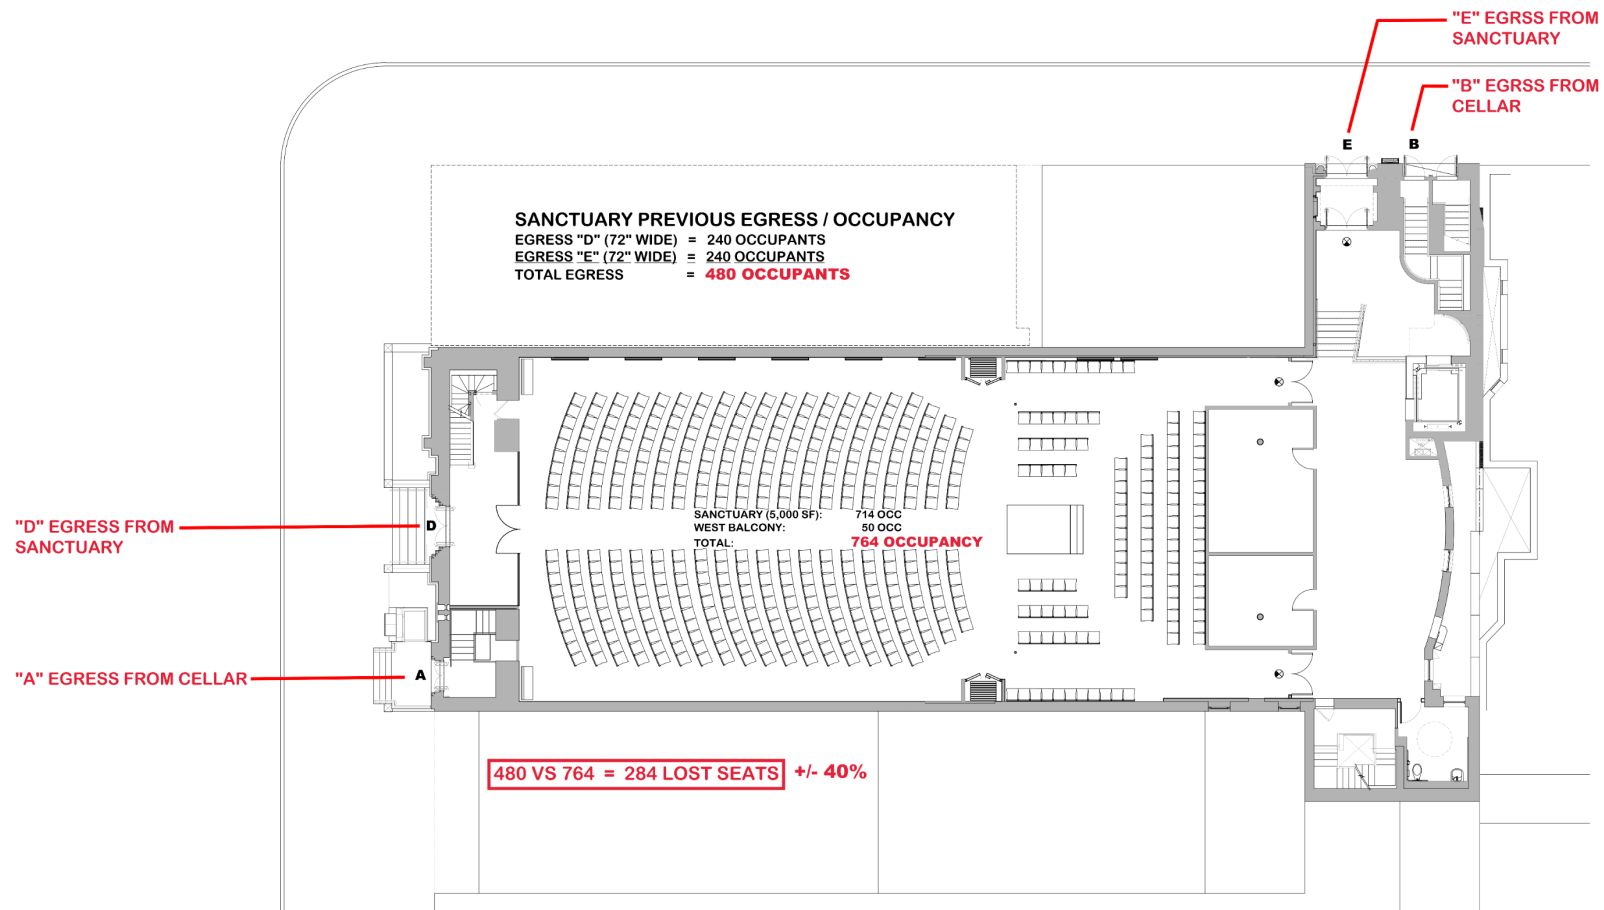 "E" EGRSS FROM
SANCTUARY
"B" EGRSS FROM
CELLAR
E
B
SANCTUARY PREVIOUS EGRESS / OCCUPANCY
EGRESS "D" (72" WIDE) = 240 OCCUPANTS
EGRESS "E" (72" WIDE) = 240 OCCUPANTS
TOTAL EGRESS = 480 OCCUPANTS
SANCTUARY (5,000 SF): 714 OCC
WEST BALCONY: 50 OCC
TOTAL: 764 OCCUPANCY
"D" EGRESS FROM
SANCTUARY
D
"A" EGRESS FROM CELLAR
A
480 VS 764 = 284 LOST SEATS +/- 40%